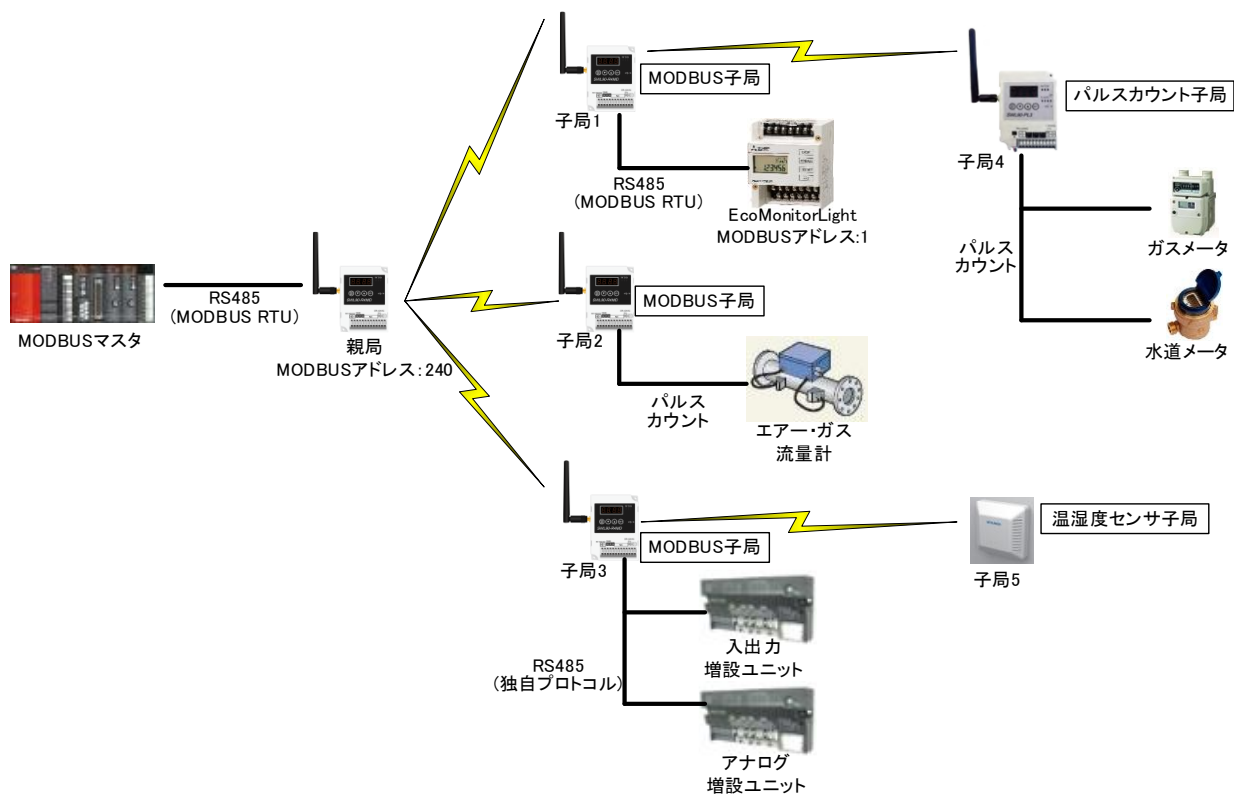 MODBUS子局
子局1
RS485
(MODBUS RTU)
EcoMonitorLight
MODBUSアドレス:1
パルスカウント子局
子局4
パルス
カウント
ガスメータ
水道メータ
MODBUSマスタ
RS485
(MODBUS RTU)
親局
MODBUSアドレス:240
MODBUS子局
子局2
パルス
カウント
エアー・ガス
流量計
MODBUS子局
子局3
RS485
(独自プロトコル)
入出力
増設ユニット
アナログ
増設ユニット
温湿度センサ子局
子局5